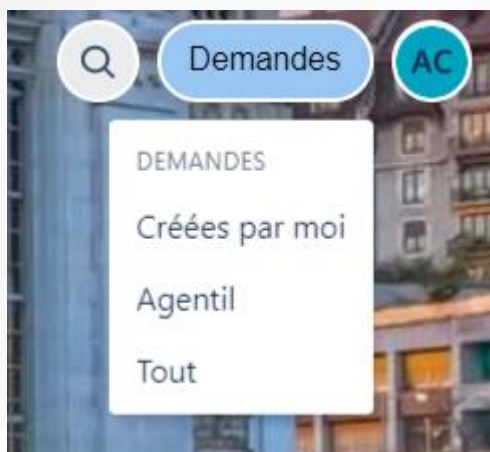 Demandes
AC
DEMANDES
Créées par moi
Agentil
Tout